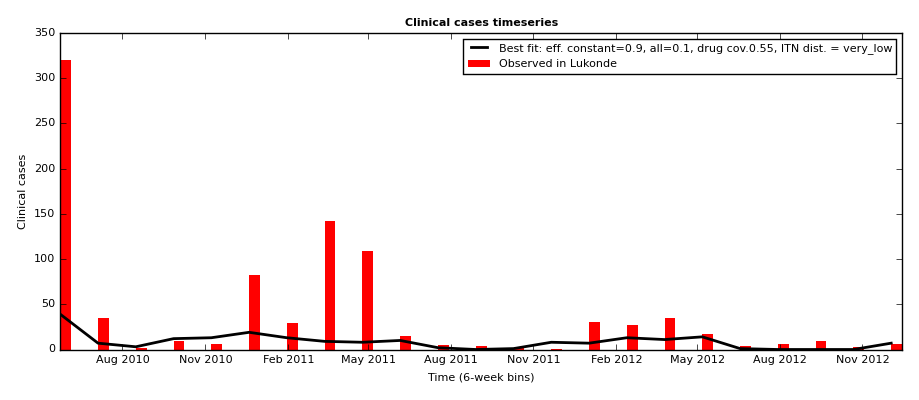 Clinical cases timeseries
Best fit: eff. constant=0.9, all=0.1, drug cov.0.55, ITN dist. = very_low
Observed in Lukonde
Clinical cases
350
300
250
200
150
100
50
0
Aug 2010 Nov 2010 Feb 2011 May 2011 Aug 2011 Nov 2011 Feb 2012 May 2012 Aug 2012 Nov 2012
Time (6-week bins)